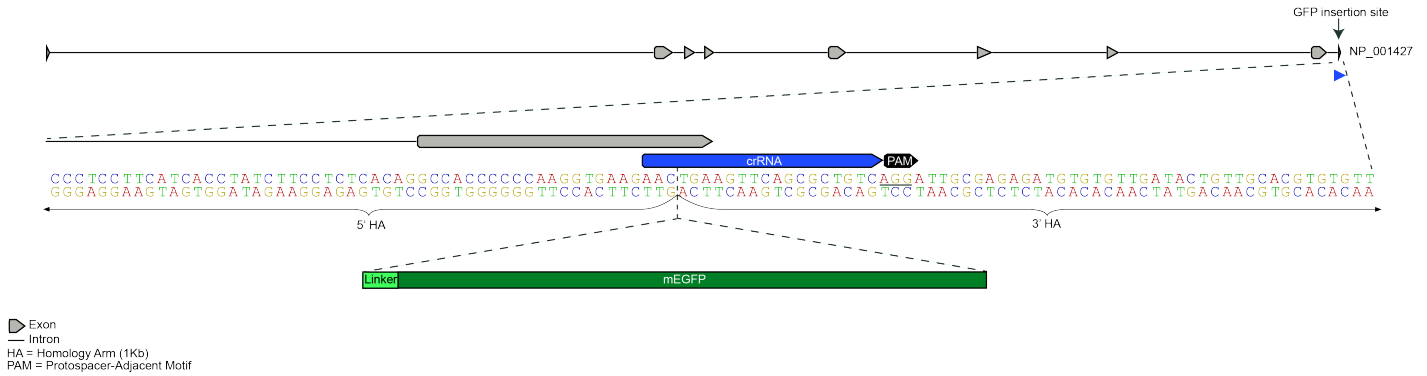 GFP insertion site
NP_001427
crRNA
PAM
CCCTCCTTCATCACCTATCTTCCTCTCACAGGCCACCCCCCAAGGTGAAGAACTGAAGTTCAGCGCTGTCAGGATTGCGAGAGATGTGTGTTGATACTGTTGCACGTGTGTT
GGGAGGAAGTAGTGGATAGAAGGAGAGTGTCCGGTGGGGGGTTCCACTTCTTGACTTCAAGTCGCGACAGTCCTAACGCTCTCTACACACAACTATGACAACGTGCACACAA
5' HA
3' HA
Linker
mEGFP
Exon
Intron
HA = Homology Arm (1Kb)
PAM = Protospacer-Adjacent Motif